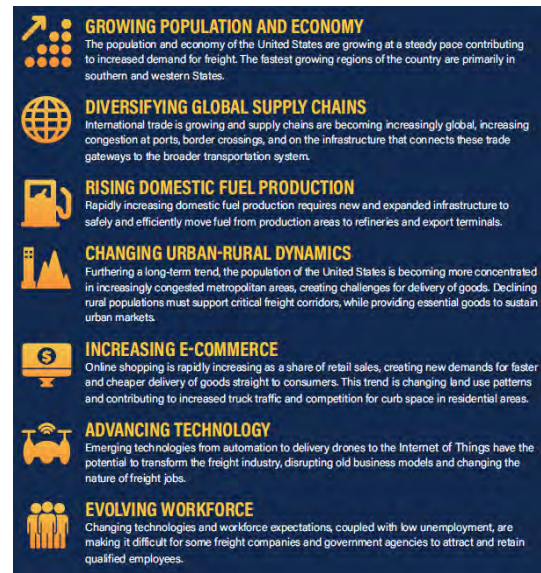 GROWING POPULATION AND ECONOMY
The population and economy of the United States are growing at a steady pace contributing
to increased demand for freight. The fastest growing regions of the country are primarily in
southern and western States.
DIVERSIFYING GLOBAL SUPPLY CHAINS
International trade is growing and supply chains are becoming increasingly global, increasing
congestion at ports, border crossings, and on the infrastructure that connects these trade
gateways to the broader transportation system.
RISING DOMESTIC FUEL PRODUCTION
Rapidly increasing domestic fuel production requires new and expanded infrastructure to
safely and efficiently move fuel from production areas to refineries and export terminals.
CHANGING URBAN-RURAL DYNAMICS
Furthering a long-term trend, the population of the United States is becoming more concentrated
in increasingly congested metropolitan areas, creating challenges for delivery of goods. Declining
rural populations must support critical freight corridors, while providing essential goods to sustain
urban markets.
$
INCREASING E-COMMERCE
Online shopping is rapidly increasing as a share of retail sales, creating new demands for faster
and cheaper delivery of goods straight to consumers. This trend is changing land use patterns
and contributing to increased truck traffic and competition for curb space in residential areas.
ADVANCING TECHNOLOGY
Emerging technologies from automation to delivery drones to the Internet of Things have the
potential to transform the freight industry, disrupting old business models and changing the
nature of freight jobs.
EVOLVING WORKFORCE
Changing technologies and workforce expectations, coupled with low unemployment, are
making it difficult for some freight companies and government agencies to attract and retain
qualified employees.